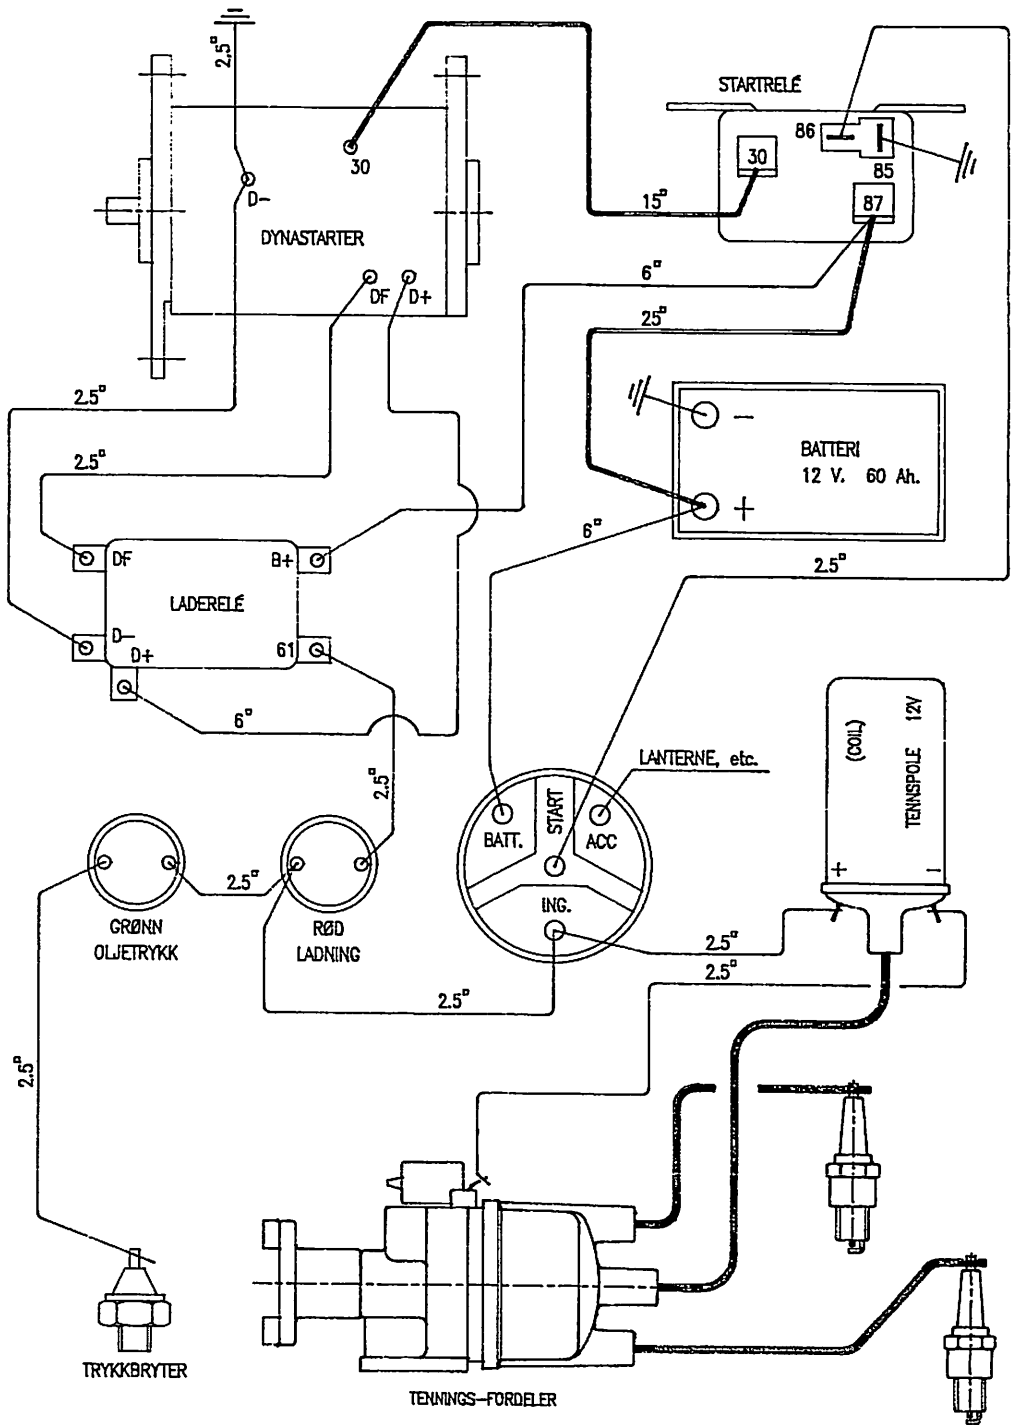 2.5□
STARTRELÉ
86
30
30
85
D-
15□
87
DYNASTARTER
6□
DF D+
25□
2.5□
-
BATTERI
12 V. 60 Ah.
2.5□
+
6□
2.5□
DF
B+
LADERELÉ
D-
D+
61
6□
(COIL)
TENNSPOLE 12V
LANTERNE, etc.
2.5□
START
BATT.
ACC
+
-
2.5□
ING.
GRØNN
OLJETRYKK
RØD
LADNING
2.5□
2.5□
2.5□
2.5□
TRYKKBRYTER
TENNINGS-FORDELER